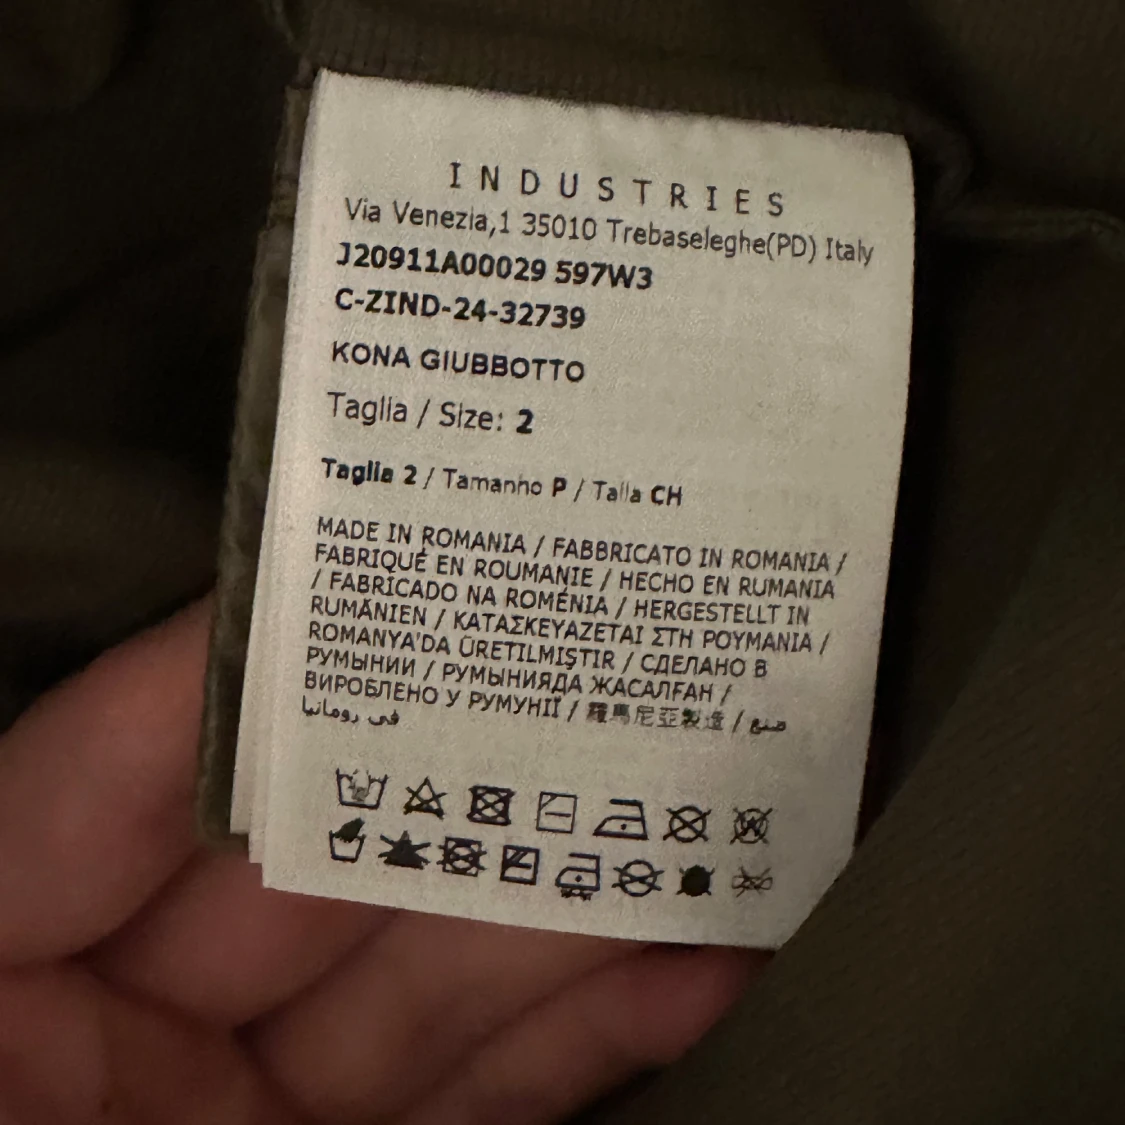 INDUSTRIES
Via Venezia,1 35010 Trebaseleghe(PD) Italy
J20911A00029 597W3
C-ZIND-24-32739
KONA GIUBBOTTO
Taglia / Size: 2
Taglia 2 / Tamanho P / Talla CH
MADE IN ROMANIA / FABBRICATO IN ROMANIA /
FABRIQUÉ EN ROUMANIE / HECHO EN RUMANIA
/ FABRICADO NA ROMÉNIA / HERGESTELLT IN
RUMÄNIEN / ΚΑΤΑΣΚΕΥΑΖΕΤΑΙ ΣΤΗ ΡΟΥΜΑΝΙΑ /
ROMANYA'DA ÜRETILMIŞTIR / СДЕЛАНО В
РУМЫНИИ / РУМЫНИЯДА ЖАСАЛҒАН /
ВИРОБЛЕНО У РУМУНІЇ / 羅馬尼亞製造 / صنع
في رومانيا